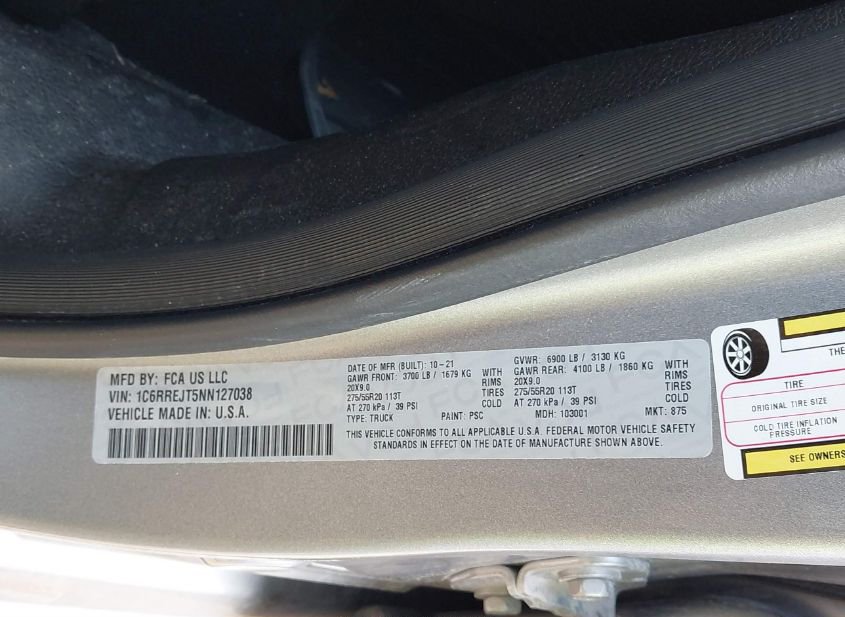 MFD BY: FCA US LLC
VIN: 1C6RREJT5NN127038
VEHICLE MADE IN: U.S.A.
DATE OF MFR (BUILT): 10-21
GAWR FRONT: 3700 LB / 1679 KG WITH
20X9.0 RIMS
275/55R20 113T TIRES
AT 270 kPa / 39 PSI COLD
TYPE: TRUCK PAINT: PSC
GVWR: 6900 LB / 3130 KG
GAWR REAR: 4100 LB / 1860 KG WITH
20X9.0 RIMS
275/55R20 113T TIRES
AT 270 kPa / 39 PSI COLD
MDH: 103001 MKT: 875
THIS VEHICLE CONFORMS TO ALL APPLICABLE U.S.A. FEDERAL MOTOR VEHICLE SAFETY
STANDARDS IN EFFECT ON THE DATE OF MANUFACTURE SHOWN ABOVE.
THE
TIRE
ORIGINAL TIRE SIZE
COLD TIRE INFLATION
PRESSURE
SEE OWNERS